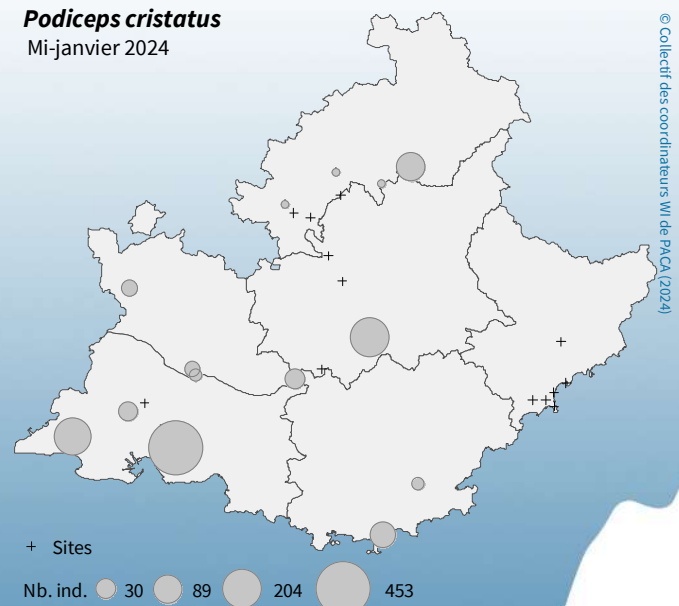 Podiceps cristatus
Mi-janvier 2024
© Collectif des coordinateurs WI de PACA (2024)
+ Sites
Nb. ind. 30 89 204 453